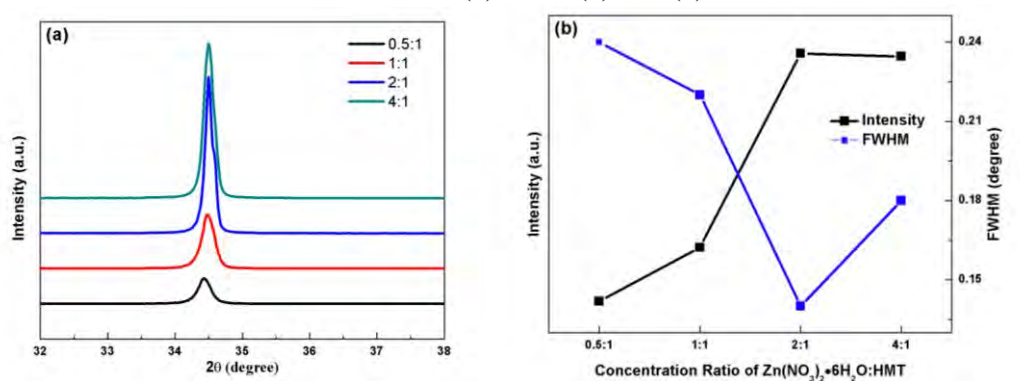 (a)
0.5:1
1:1
2:1
4:1
Intensity (a.u.)
32 33 34 35 36 37 38
2θ (degree)
(b)
Intensity
FWHM
Intensity (a.u.)
0.24
0.21
0.18
0.15
FWHM (degree)
0.5:1 1:1 2:1 4:1
Concentration Ratio of Zn(NO3)2•6H2O:HMT